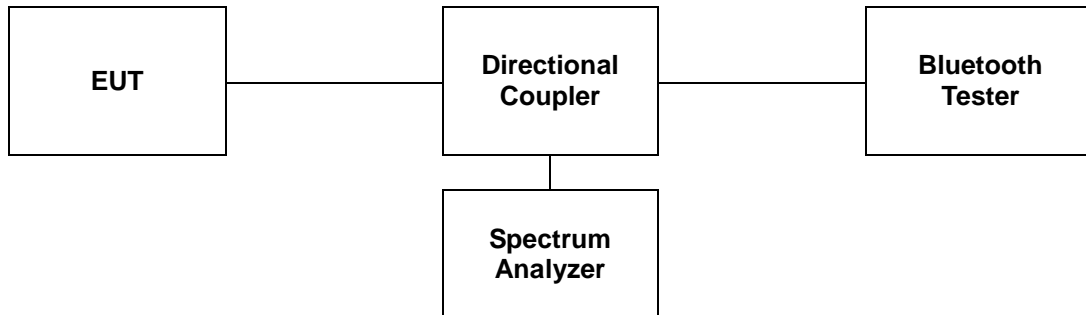 EUT
Directional
Coupler
Bluetooth
Tester
Spectrum
Analyzer